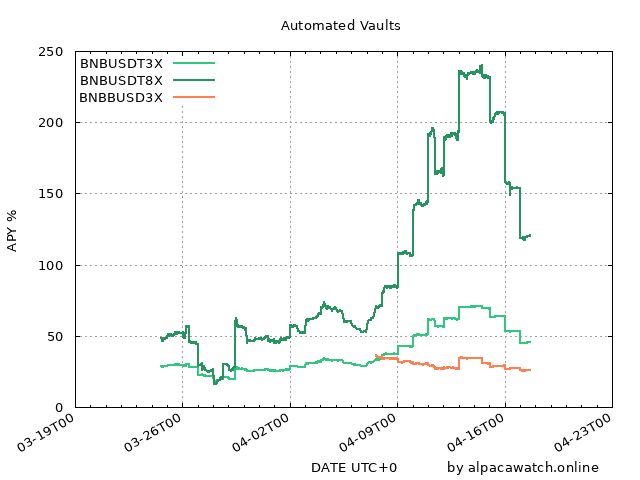 Automated Vaults
BNBUSDT3X
BNBUSDT8X
BNBBUSD3X
APY %
250
200
150
100
50
0
03-19T00
03-26T00
04-02T00
04-09T00
04-16T00
04-23T00
DATE UTC+0
by alpacawatch.online